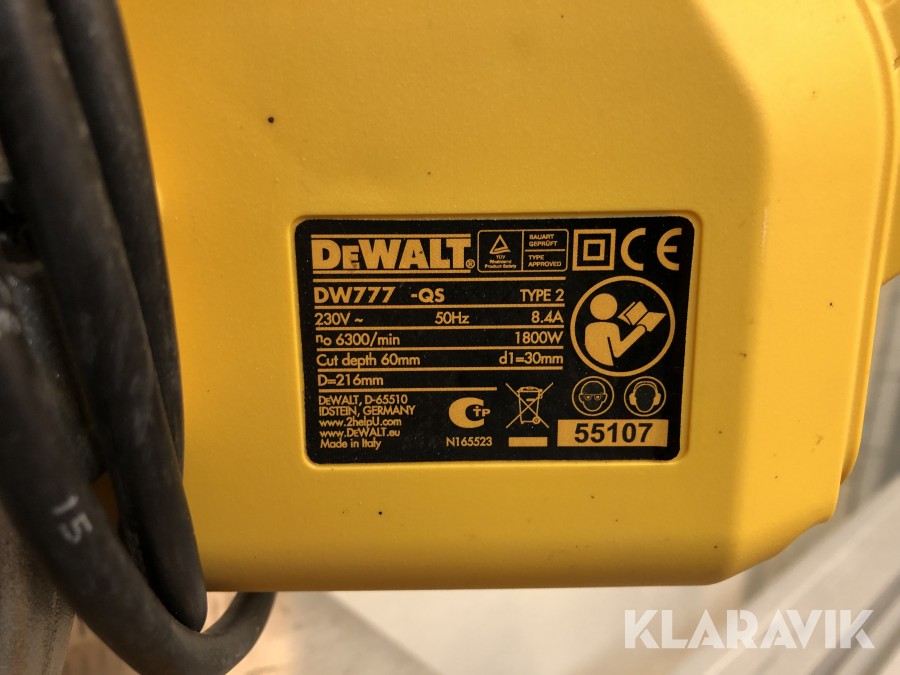 DEWALT®
TÜV
Rheinland
Product Safety
BAUART
GEPRÜFT
TYPE
APPROVED
CE
DW777 -QS TYPE 2
230V ~ 50Hz 8.4A
no 6300/min 1800W
Cut depth 60mm d1=30mm
D=216mm
DEWALT, D-65510
IDSTEIN, GERMANY
www.2helpU.com
www.DEWALT.eu
Made in Italy
N165523
55107
15
KLARAVIK